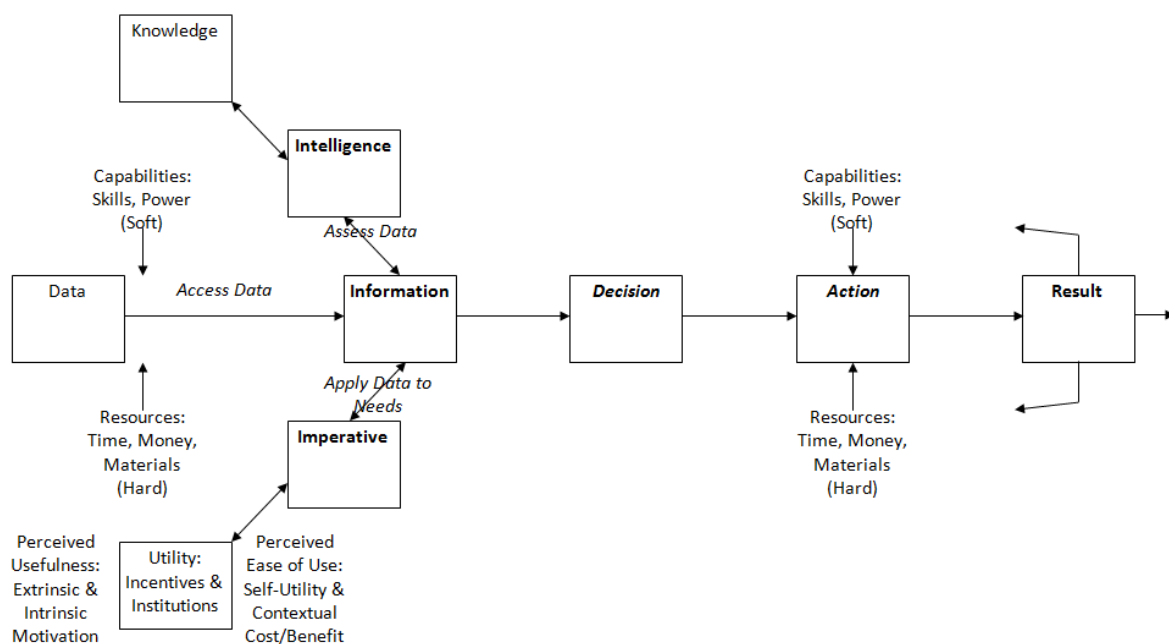 Knowledge
Intelligence
Capabilities:
Skills, Power
(Soft)
Capabilities:
Skills, Power
(Soft)
Assess Data
Data
Access Data
Information
Decision
Action
Result
Apply Data to
Needs
Resources:
Time, Money,
Materials
(Hard)
Resources:
Time, Money,
Materials
(Hard)
Imperative
Perceived
Usefulness:
Extrinsic &
Intrinsic
Motivation
Utility:
Incentives &
Institutions
Perceived
Ease of Use:
Self-Utility &
Contextual
Cost/Benefit